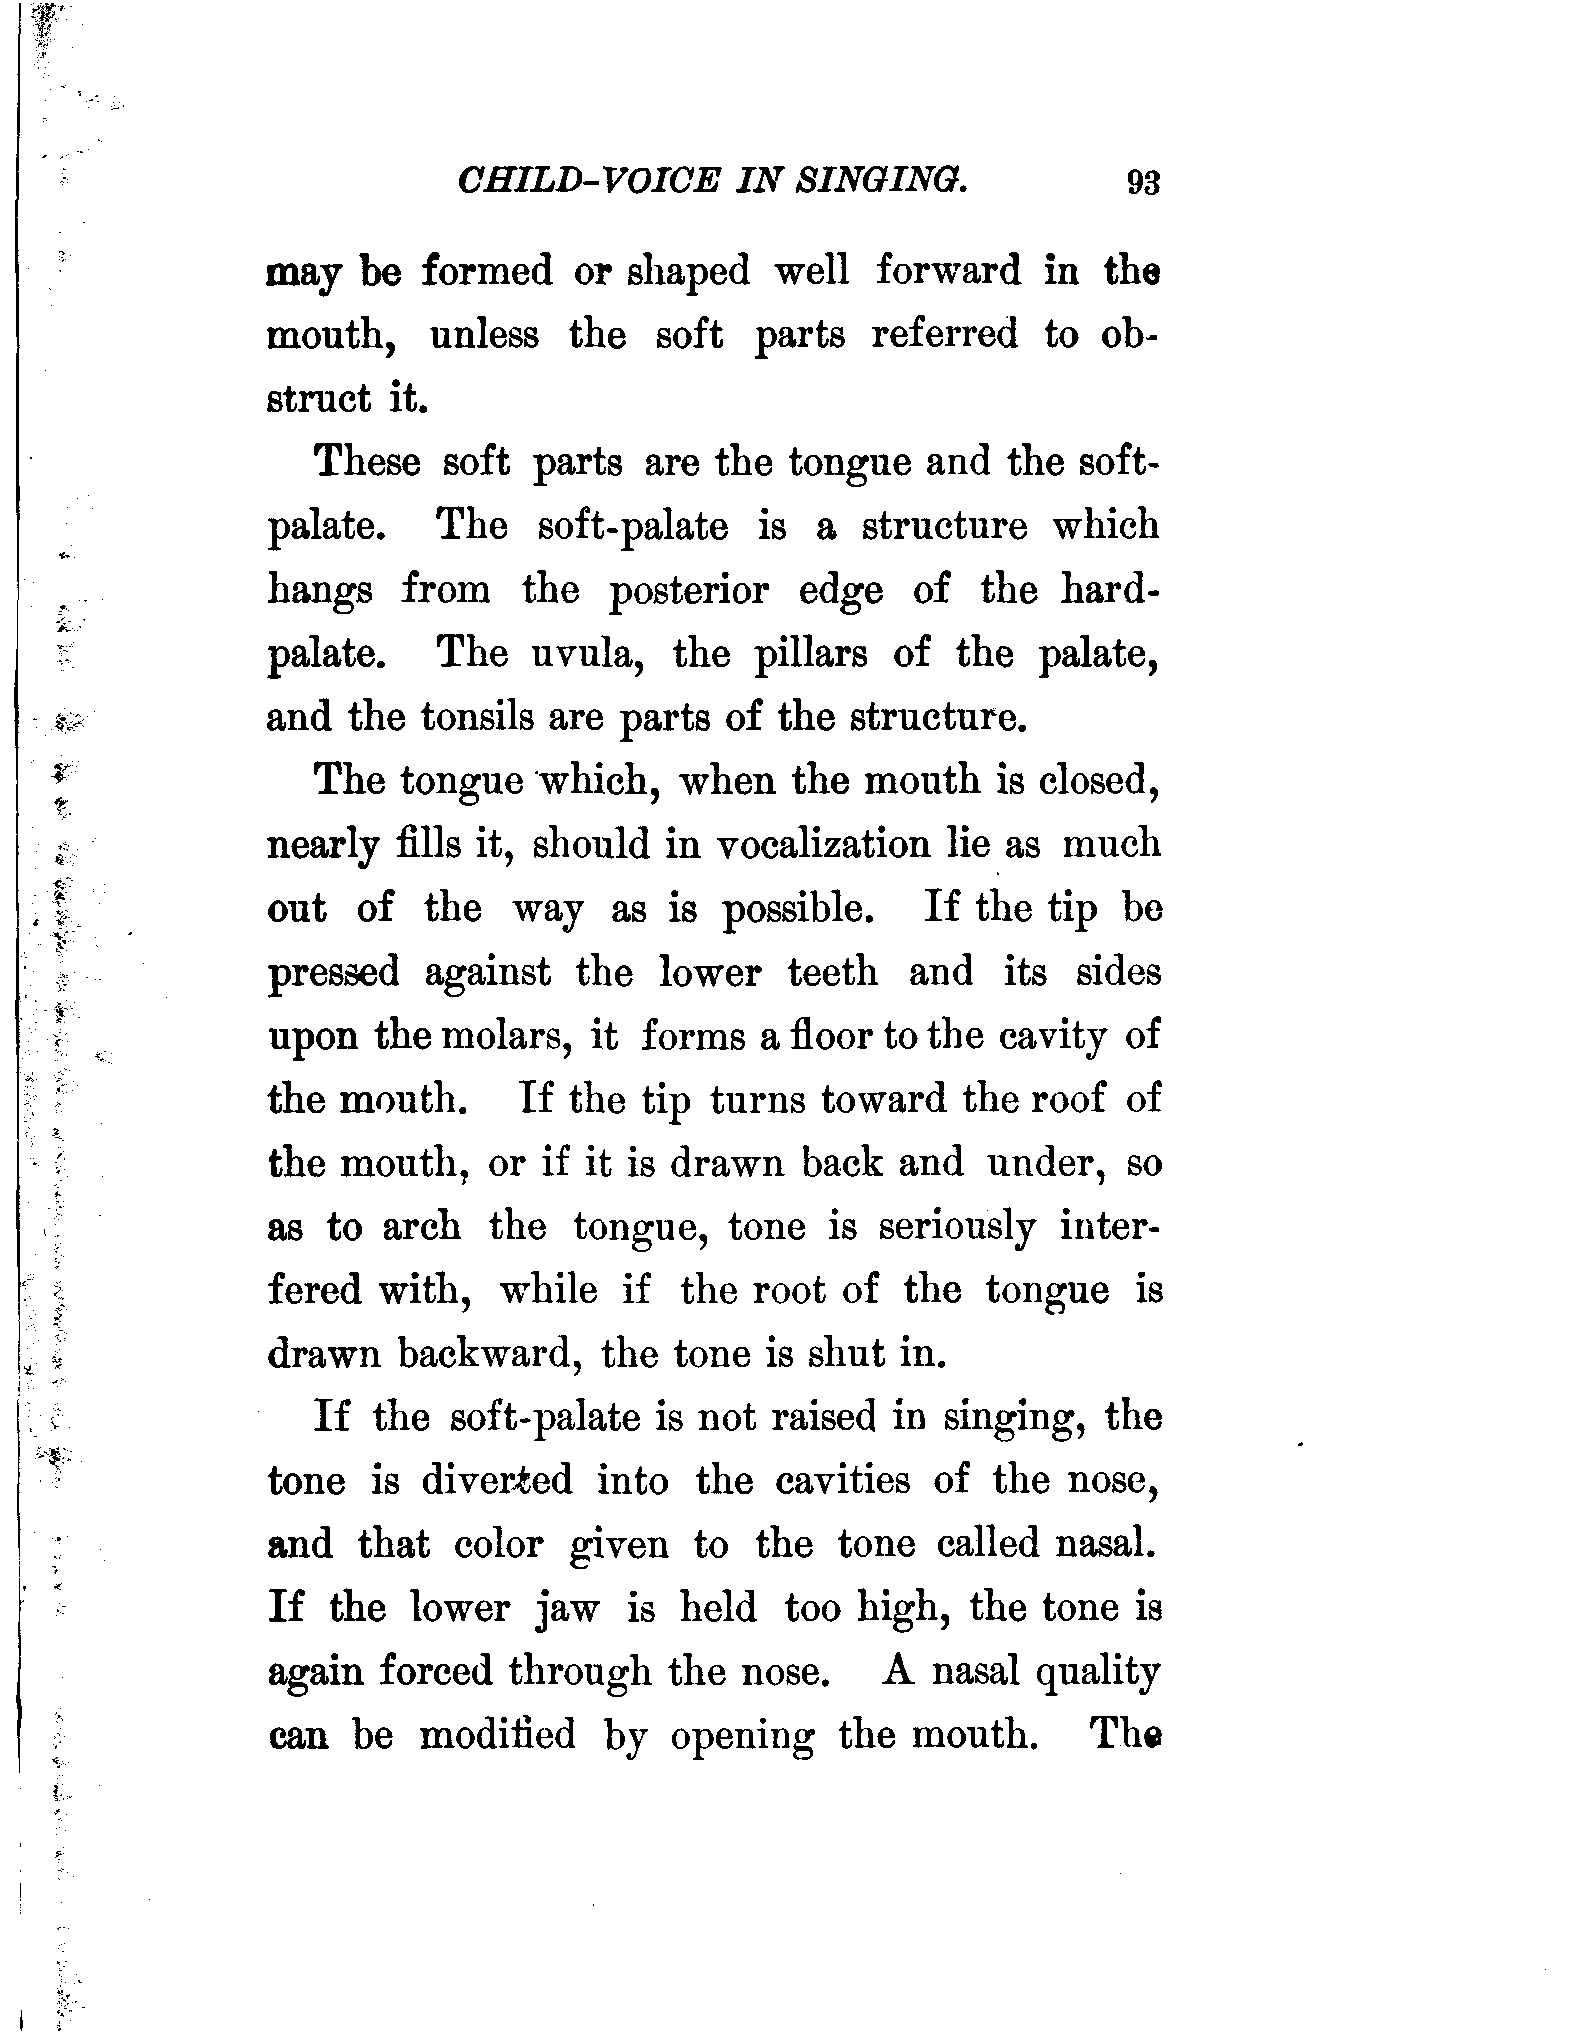 CHILD-VOICE IN SINGING. 93
may be formed or shaped well forward in the
mouth, unless the soft parts referred to ob-
struct it.
These soft parts are the tongue and the soft-
palate. The soft-palate is a structure which
hangs from the posterior edge of the hard-
palate. The uvula, the pillars of the palate,
and the tonsils are parts of the structure.
The tongue which, when the mouth is closed,
nearly fills it, should in vocalization lie as much
out of the way as is possible. If the tip be
pressed against the lower teeth and its sides
upon the molars, it forms a floor to the cavity of
the mouth. If the tip turns toward the roof of
the mouth, or if it is drawn back and under, so
as to arch the tongue, tone is seriously inter-
fered with, while if the root of the tongue is
drawn backward, the tone is shut in.
If the soft-palate is not raised in singing, the
tone is diverted into the cavities of the nose,
and that color given to the tone called nasal.
If the lower jaw is held too high, the tone is
again forced through the nose. A nasal quality
can be modified by opening the mouth. The